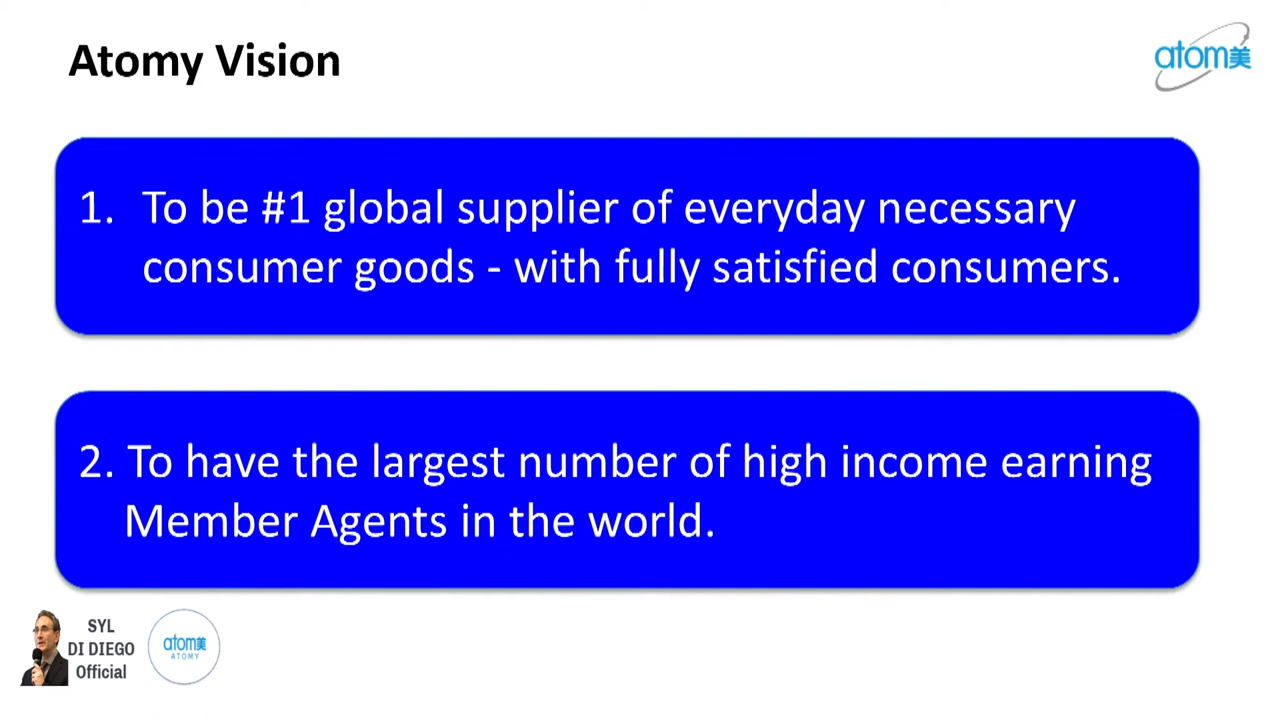 Atomy Vision
atom美
1. To be #1 global supplier of everyday necessary
consumer goods - with fully satisfied consumers.
2. To have the largest number of high income earning
Member Agents in the world.
SYL
DI DIEGO
Official
atom美
ATOMY